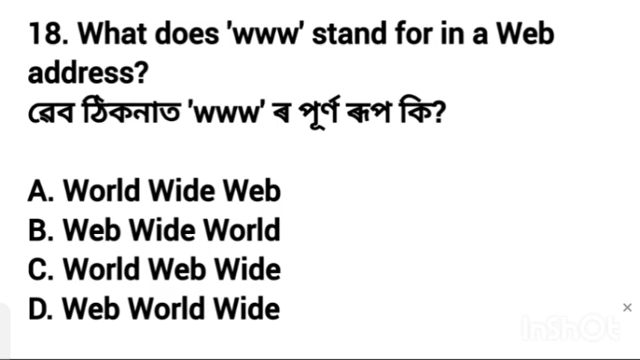 18. What does 'www' stand for in a Web
address?
ৱেব ঠিকনাত 'www' ৰ পূৰ্ণ ৰূপ কি?
A. World Wide Web
B. Web Wide World
C. World Web Wide
D. Web World Wide
×
InShOt